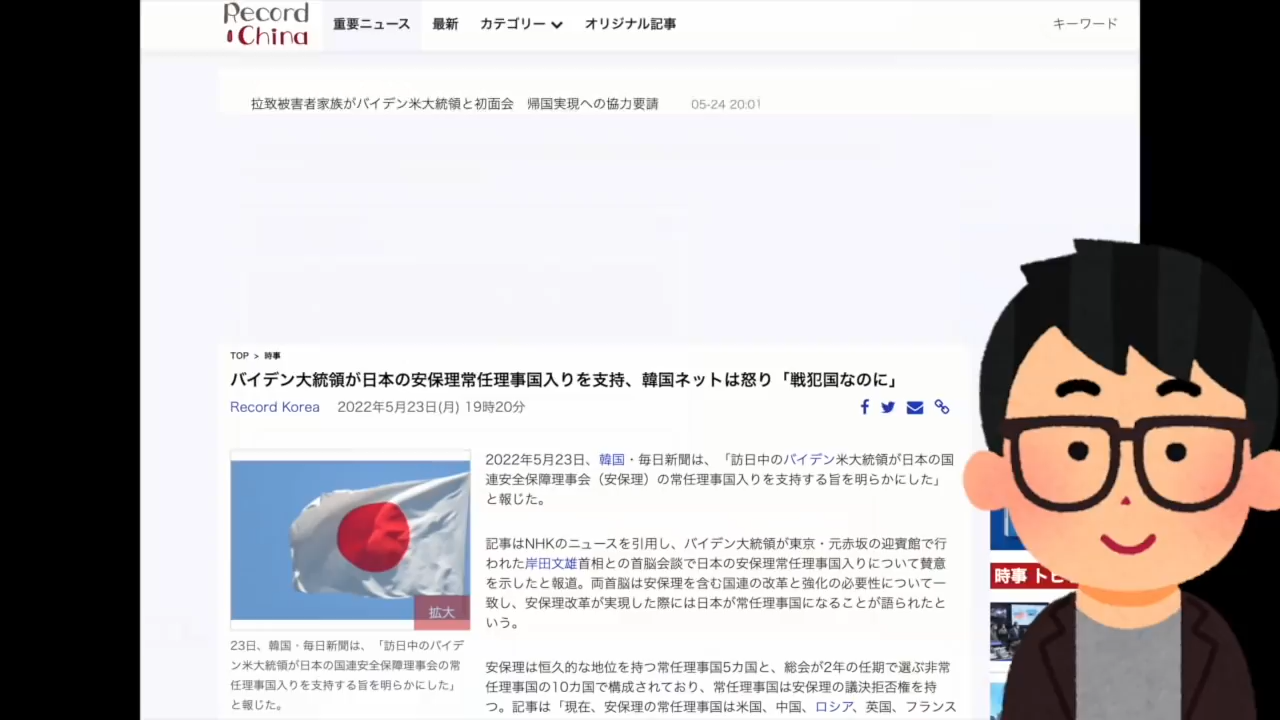 Record China
重要ニュース 最新 カテゴリー オリジナル記事 キーワード
拉致被害者家族がバイデン米大統領と初面会　帰国実現への協力要請 05-24 20:01
TOP > 時事
バイデン大統領が日本の安保理常任理事国入りを支持、韓国ネットは怒り「戦犯国なのに」
Record Korea 2022年5月23日(月) 19時20分
拡大
23日、韓国・毎日新聞は、「訪日中のバイデ
ン米大統領が日本の国連安全保障理事会の常
任理事国入りを支持する旨を明らかにした」
と報じた。
2022年5月23日、韓国・毎日新聞は、「訪日中のバイデン米大統領が日本の国
連安全保障理事会（安保理）の常任理事国入りを支持する旨を明らかにした」
と報じた。
記事はNHKのニュースを引用し、バイデン大統領が東京・元赤坂の迎賓館で行
われた岸田文雄首相との首脳会談で日本の安保理常任理事国入りについて賛意
を示したと報道。両首脳は安保理を含む国連の改革と強化の必要性について一
致し、安保理改革が実現した際には日本が常任理事国になることが語られたと
いう。
安保理は恒久的な地位を持つ常任理事国5カ国と、総会が2年の任期で選ぶ非常
任理事国の10カ国で構成されており、常任理事国は安保理の議決拒否権を持
つ。記事は「現在、安保理の常任理事国は米国、中国、ロシア、英国、フランス
時事 トピ